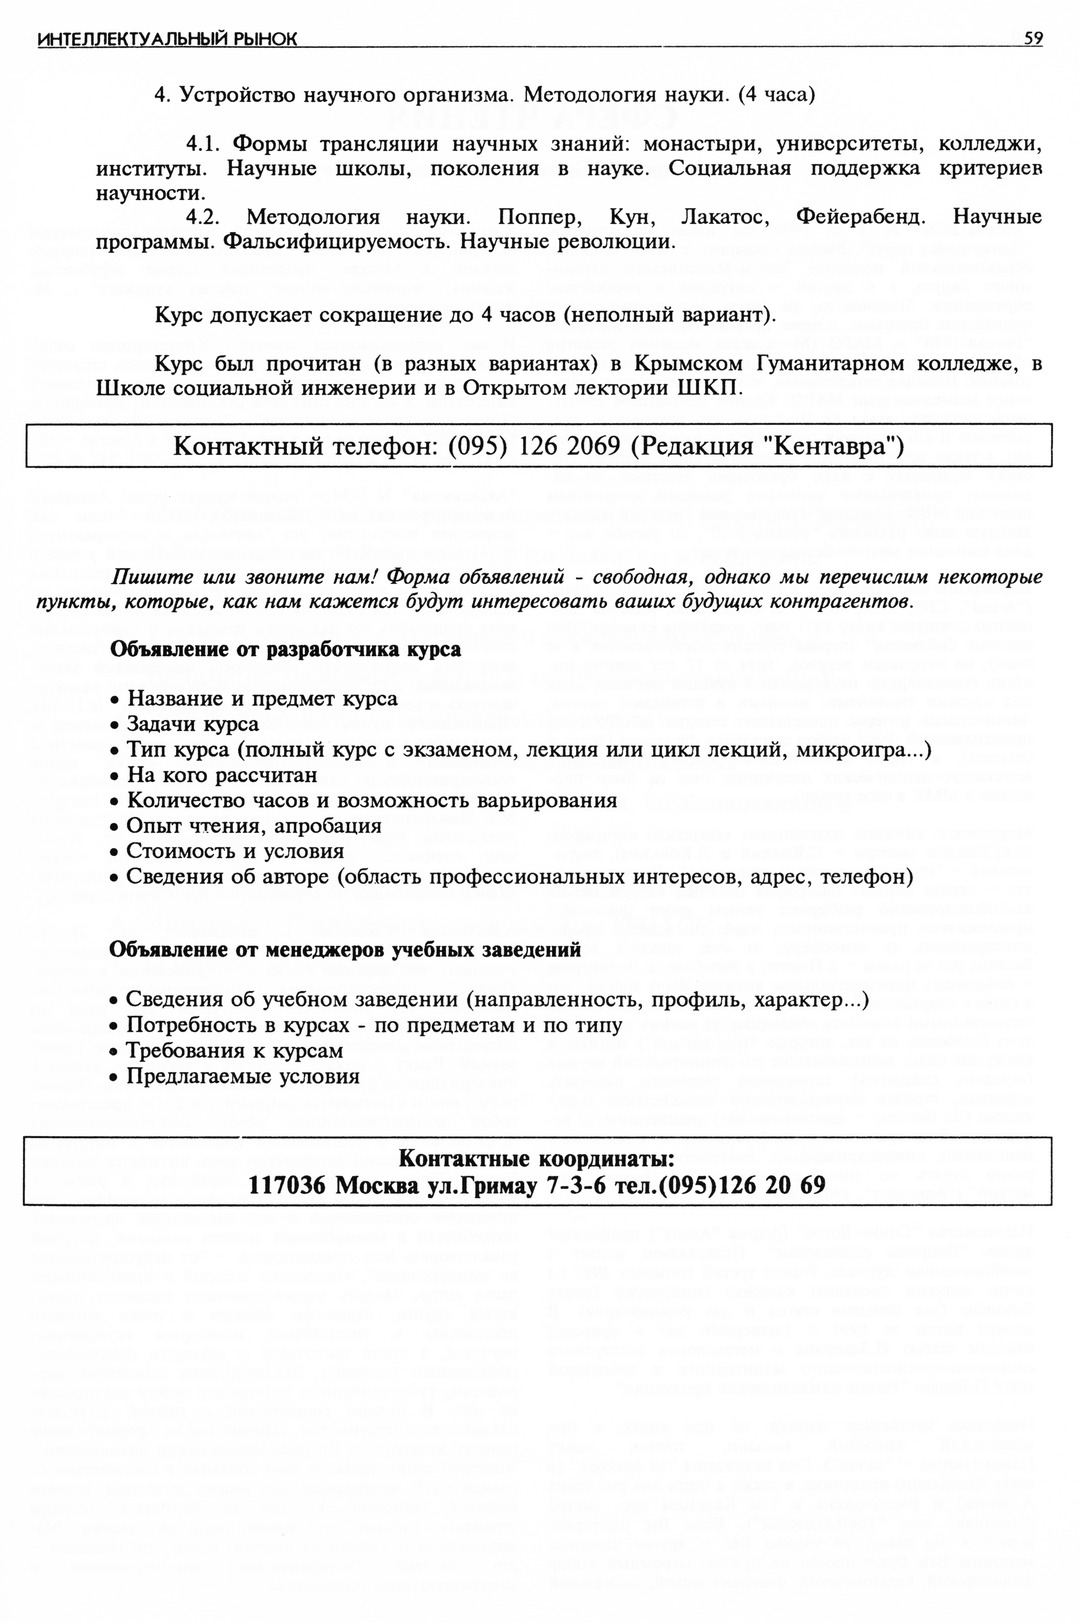 ИНТЕЛЛЕКТУАЛЬНЫЙ РЫНОК 59
4. Устройство научного организма. Методология науки. (4 часа)
4.1. Формы трансляции научных знаний: монастыри, университеты, колледжи,
институты. Научные школы, поколения в науке. Социальная поддержка критериев
научности.
4.2. Методология науки. Поппер, Кун, Лакатос, Фейерабенд. Научные
программы. Фальсифицируемость. Научные революции.
Курс допускает сокращение до 4 часов (неполный вариант).
Курс был прочитан (в разных вариантах) в Крымском Гуманитарном колледже, в
Школе социальной инженерии и в Открытом лектории ШКП.
Контактный телефон: (095) 126 2069 (Редакция "Кентавра")
Пишите или звоните нам! Форма объявлений - свободная, однако мы перечислим некоторые
пункты, которые, как нам кажется будут интересовать ваших будущих контрагентов.
Объявление от разработчика курса
• Название и предмет курса
• Задачи курса
• Тип курса (полный курс с экзаменом, лекция или цикл лекций, микроигра...)
• На кого рассчитан
• Количество часов и возможность варьирования
• Опыт чтения, апробация
• Стоимость и условия
• Сведения об авторе (область профессиональных интересов, адрес, телефон)
Объявление от менеджеров учебных заведений
• Сведения об учебном заведении (направленность, профиль, характер...)
• Потребность в курсах - по предметам и по типу
• Требования к курсам
• Предлагаемые условия
Контактные координаты:
117036 Москва ул.Гримау 7-3-6 тел.(095)126 20 69